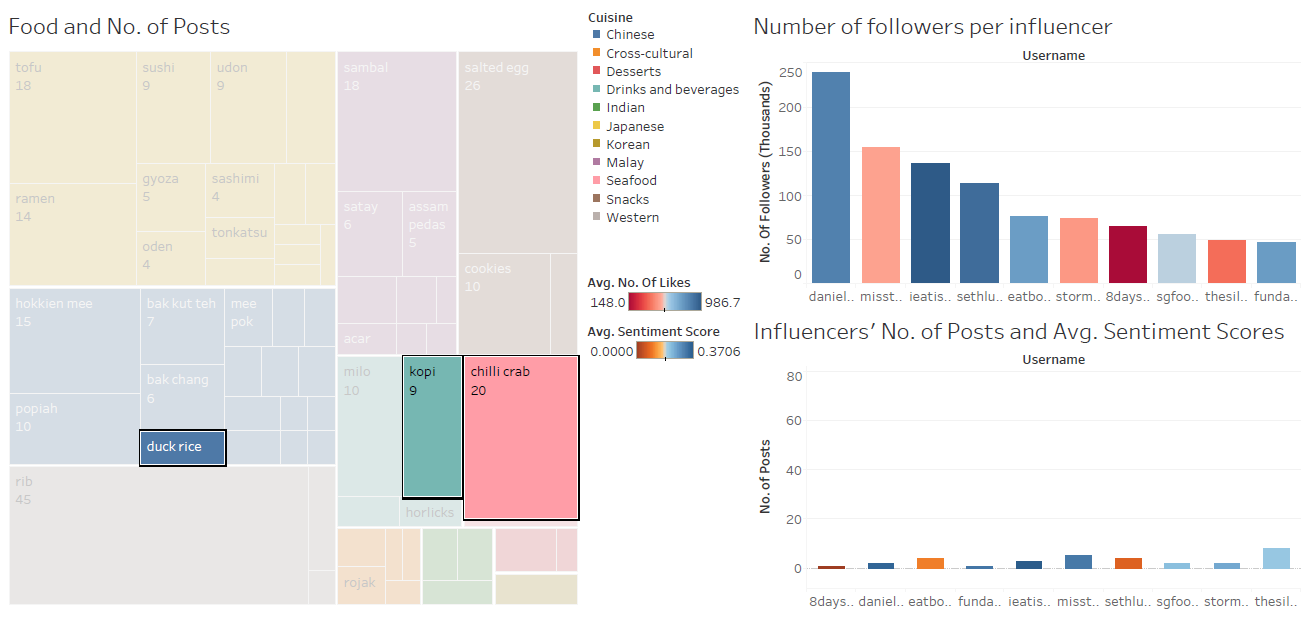 Food and No. of Posts
tofu
18
sushi
9
udon
9
ramen
14
gyoza
5
sashimi
4
oden
4
tonkatsu
hokkien mee
15
bak kut teh
7
mee
pok
bak chang
6
popiah
10
duck rice
rib
45
sambal
18
salted egg
26
satay
6
assam
pedas
5
cookies
10
acar
milo
10
kopi
9
chilli crab
20
horlicks
rojak
Cuisine
Chinese
Cross-cultural
Desserts
Drinks and beverages
Indian
Japanese
Korean
Malay
Seafood
Snacks
Western
Avg. No. Of Likes
148.0 986.7
Avg. Sentiment Score
0.0000 0.3706
Number of followers per influencer
Username
No. Of Followers (Thousands)
250
200
150
100
50
0
daniel.. misst.. ieatis.. sethlu.. eatbo.. storm.. 8days.. sgfoo.. thesil.. funda..
Influencers' No. of Posts and Avg. Sentiment Scores
Username
No. of Posts
80
60
40
20
0
8days.. daniel.. eatbo.. funda.. ieatis.. misst.. sethlu.. sgfoo.. storm.. thesil..